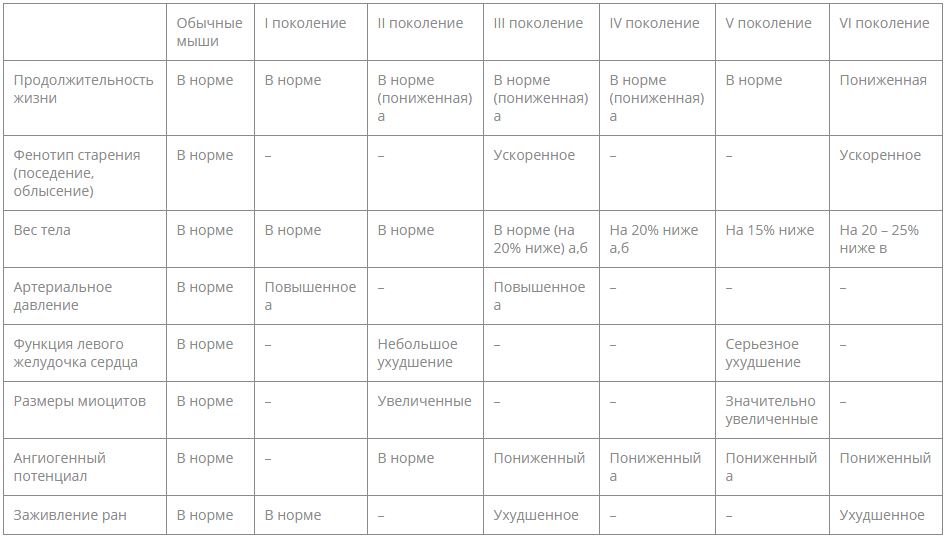 Обычные мыши I поколение II поколение III поколение IV поколение V поколение VI поколение
Продолжительность жизни В норме В норме В норме (пониженная) а В норме (пониженная) а В норме (пониженная) а В норме Пониженная
Фенотип старения (поседение, облысение) В норме – – Ускоренное – – Ускоренное
Вес тела В норме В норме В норме В норме (на 20% ниже) а,б На 20% ниже а,б На 15% ниже На 20 – 25% ниже в
Артериальное давление В норме Повышенное а – Повышенное а – – –
Функция левого желудочка сердца В норме – Небольшое ухудшение – – Серьезное ухудшение –
Размеры миоцитов В норме – Увеличенные – – Значительно увеличенные –
Ангиогенный потенциал В норме – В норме Пониженный Пониженный а Пониженный а Пониженный
Заживление ран В норме В норме – Ухудшенное – – Ухудшенное